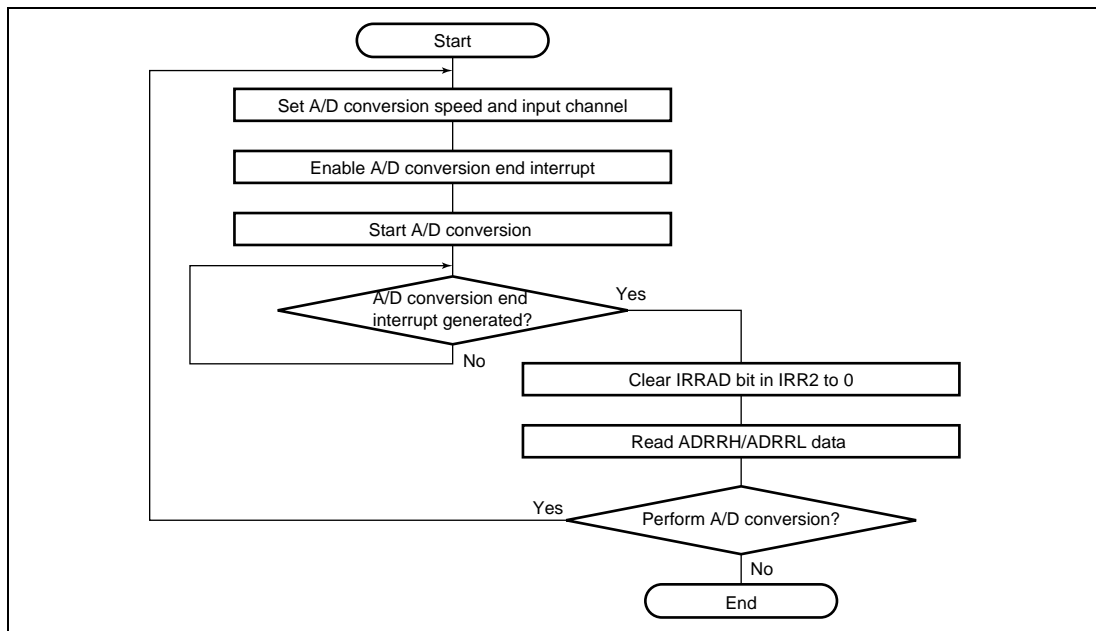 Start
Set A/D conversion speed and input channel
Enable A/D conversion end interrupt
Start A/D conversion
A/D conversion end
interrupt generated?
Yes
No
Clear IRRAD bit in IRR2 to 0
Read ADRRH/ADRRL data
Perform A/D conversion?
Yes
No
End